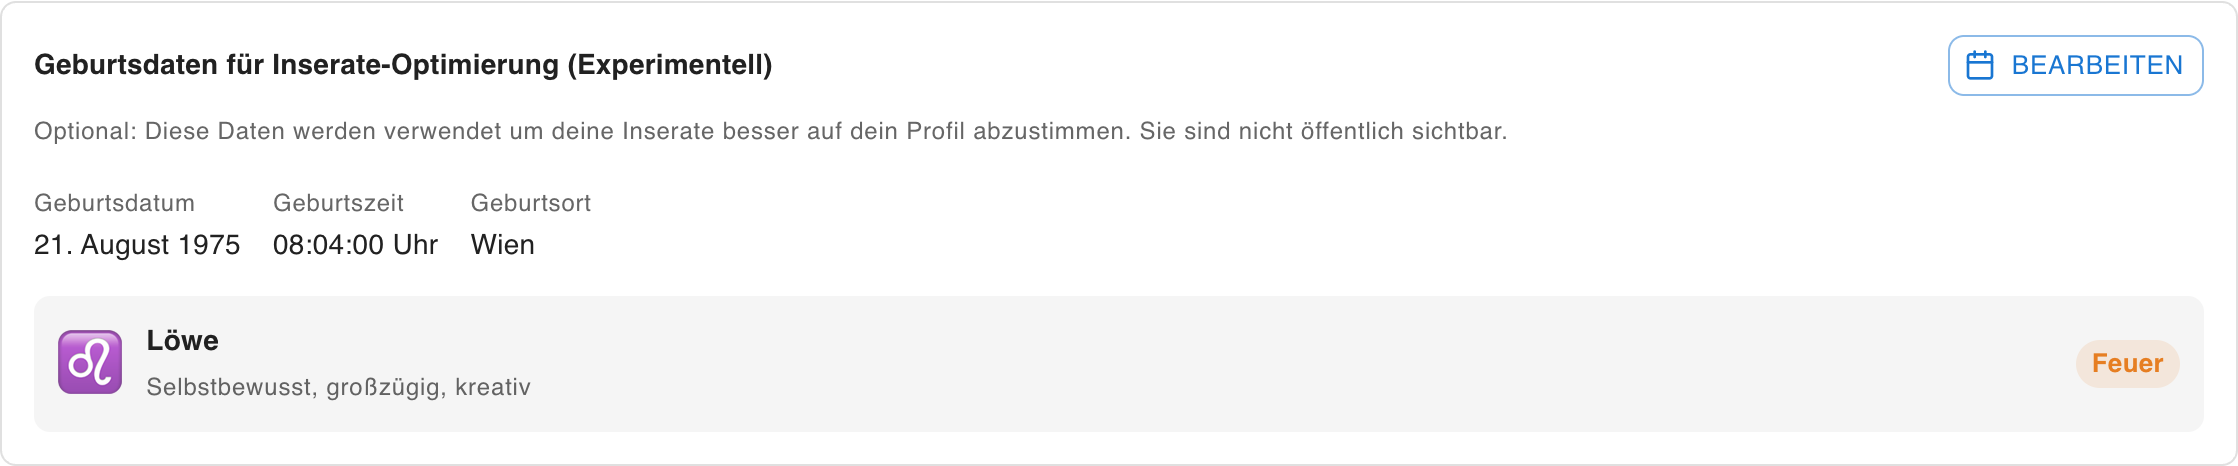 Geburtsdaten für Inserate-Optimierung (Experimentell)
BEARBEITEN
Optional: Diese Daten werden verwendet um deine Inserate besser auf dein Profil abzustimmen. Sie sind nicht öffentlich sichtbar.
Geburtsdatum Geburtszeit Geburtsort
21. August 1975 08:04:00 Uhr Wien
Löwe
Selbstbewusst, großzügig, kreativ
Feuer